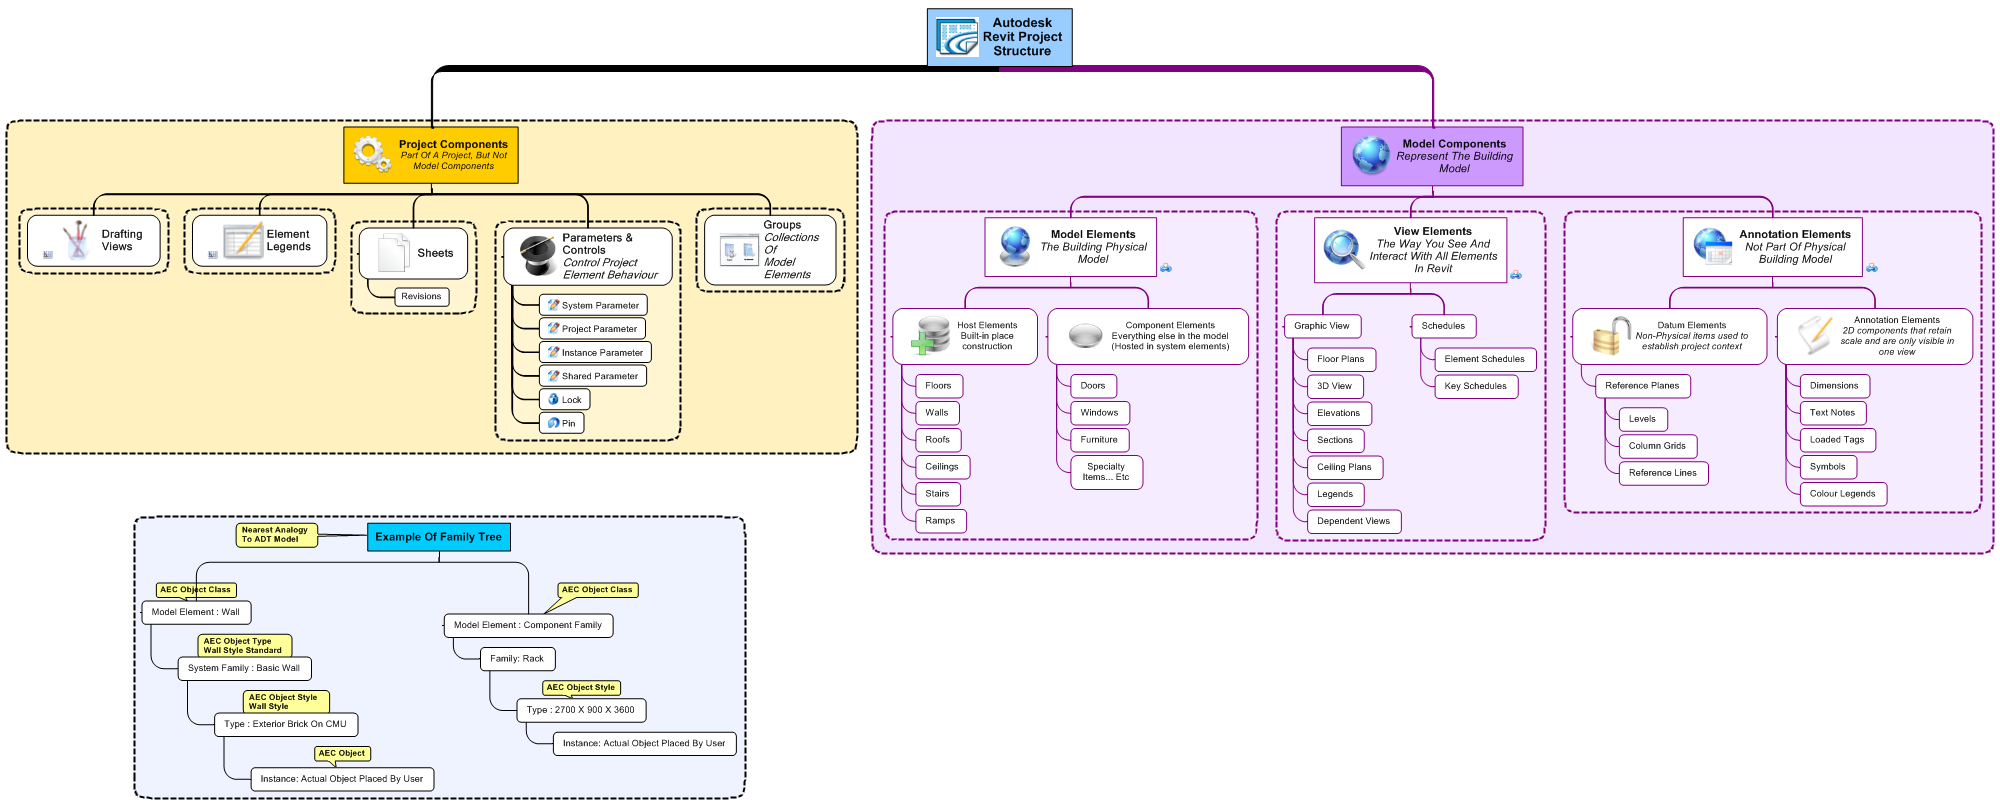 Autodesk
Revit Project
Structure
Project Components
Part Of A Project, But Not
Model Components
Drafting
Views
Element
Legends
Sheets
Revisions
Parameters &
Controls
Control Project
Element Behaviour
System Parameter
Project Parameter
Instance Parameter
Shared Parameter
Lock
Pin
Groups
Collections
Of
Model
Elements
Model Components
Represent The Building
Model
Model Elements
The Building Physical
Model
Host Elements
Built-in place
construction
Floors
Walls
Roofs
Ceilings
Stairs
Ramps
Component Elements
Everything else in the model
(Hosted in system elements)
Doors
Windows
Furniture
Specialty
Items... Etc
View Elements
The Way You See And
Interact With All Elements
In Revit
Graphic View
Floor Plans
3D View
Elevations
Sections
Ceiling Plans
Legends
Dependent Views
Schedules
Element Schedules
Key Schedules
Annotation Elements
Not Part Of Physical
Building Model
Datum Elements
Non-Physical items used to
establish project context
Reference Planes
Levels
Column Grids
Reference Lines
Annotation Elements
2D components that retain
scale and are only visible in
one view
Dimensions
Text Notes
Loaded Tags
Symbols
Colour Legends
Nearest Analogy
To ADT Model
Example Of Family Tree
AEC Object Class
Model Element : Wall
AEC Object Type
Wall Style Standard
System Family : Basic Wall
AEC Object Style
Wall Style
Type : Exterior Brick On CMU
AEC Object
Instance: Actual Object Placed By User
AEC Object Class
Model Element : Component Family
Family: Rack
AEC Object Style
Type : 2700 X 900 X 3600
Instance: Actual Object Placed By User